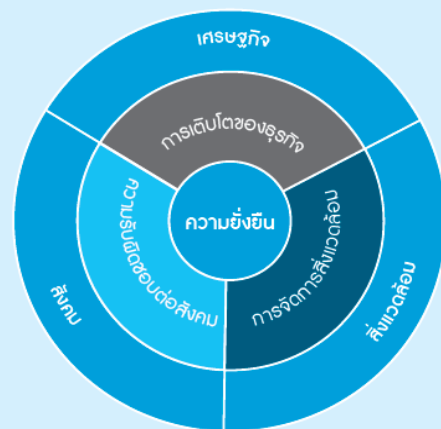 เศรษฐกิจ
การเติบโตของธุรกิจ
ความยั่งยืน
ความรับผิดชอบต่อสังคม
การจัดการสิ่งแวดล้อม
สังคม
สิ่งแวดล้อม